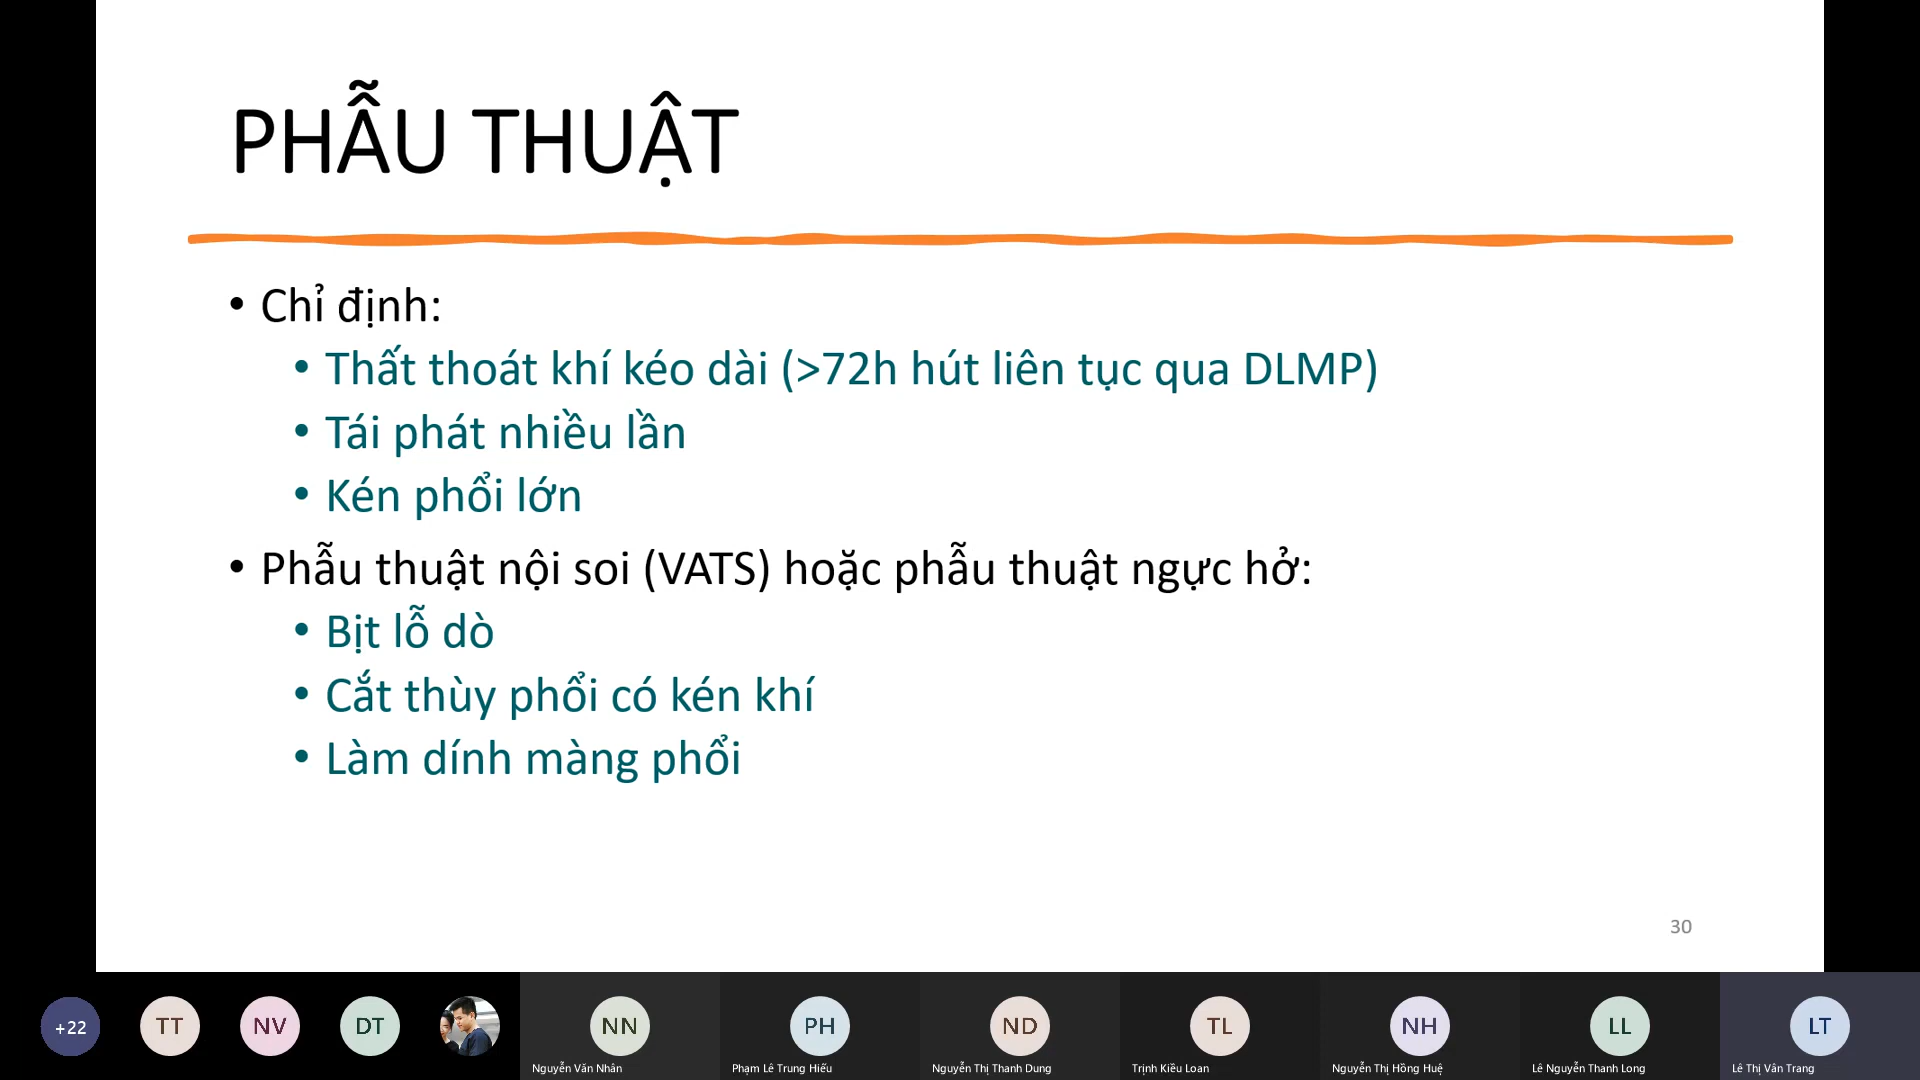 PHẪU THUẬT
• Chỉ định:
• Thất thoát khí kéo dài (>72h hút liên tục qua DLMP)
• Tái phát nhiều lần
• Kén phổi lớn
• Phẫu thuật nội soi (VATS) hoặc phẫu thuật ngực hở:
• Bịt lỗ dò
• Cắt thùy phổi có kén khí
• Làm dính màng phổi
30
+22
TT
NV
DT
NN
PH
ND
TL
NH
LL
LT
Nguyễn Văn Nhân
Phạm Lê Trung Hiếu
Nguyễn Thị Thanh Dung
Trịnh Kiều Loan
Nguyễn Thị Hồng Huệ
Lê Nguyễn Thanh Long
Lê Thị Vân Trang